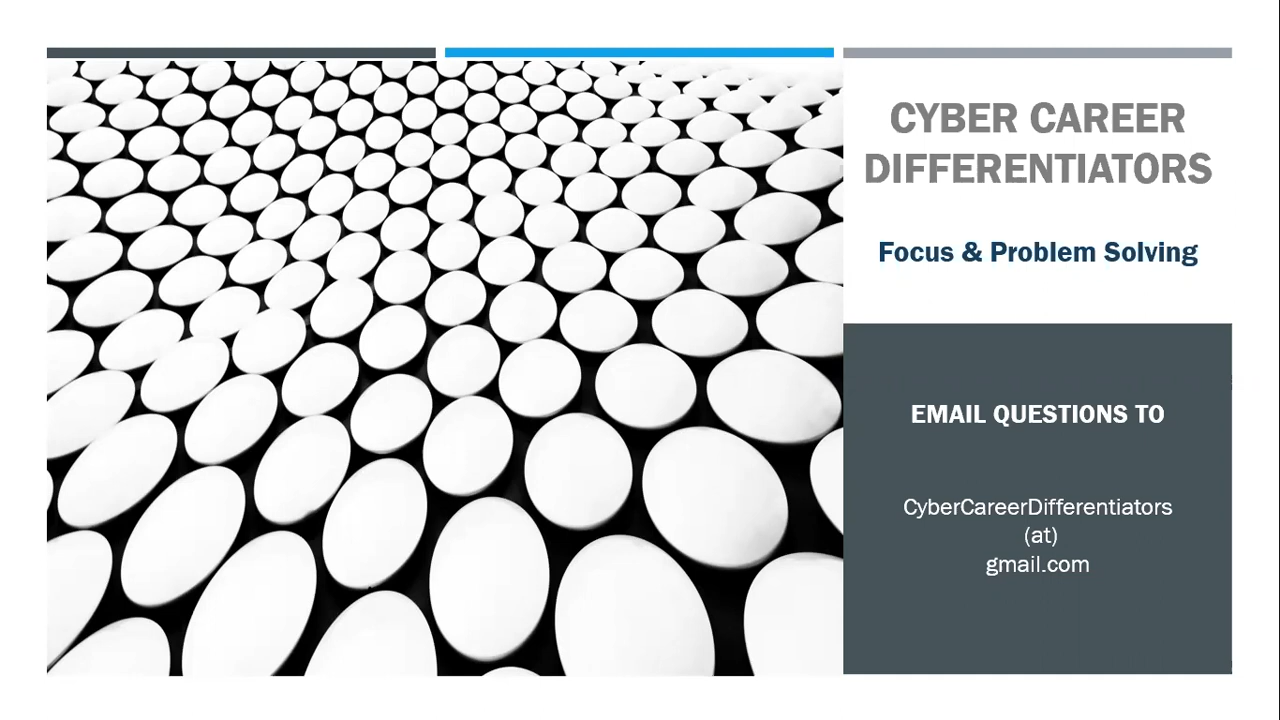 CYBER CAREER
DIFFERENTIATORS
Focus & Problem Solving
EMAIL QUESTIONS TO
CyberCareerDifferentiators
(at)
gmail.com